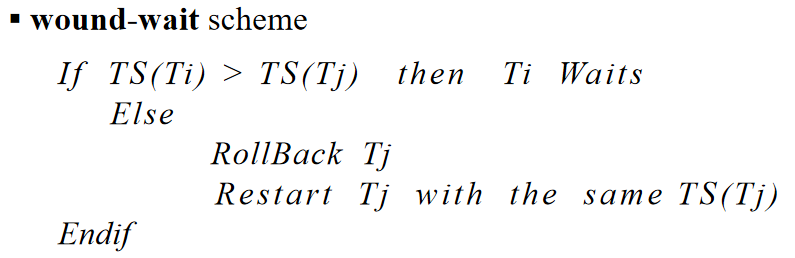 ▪ wound-wait scheme
If TS(Ti) > TS(Tj) then Ti Waits
Else
RollBack Tj
Restart Tj with the same TS(Tj)
Endif